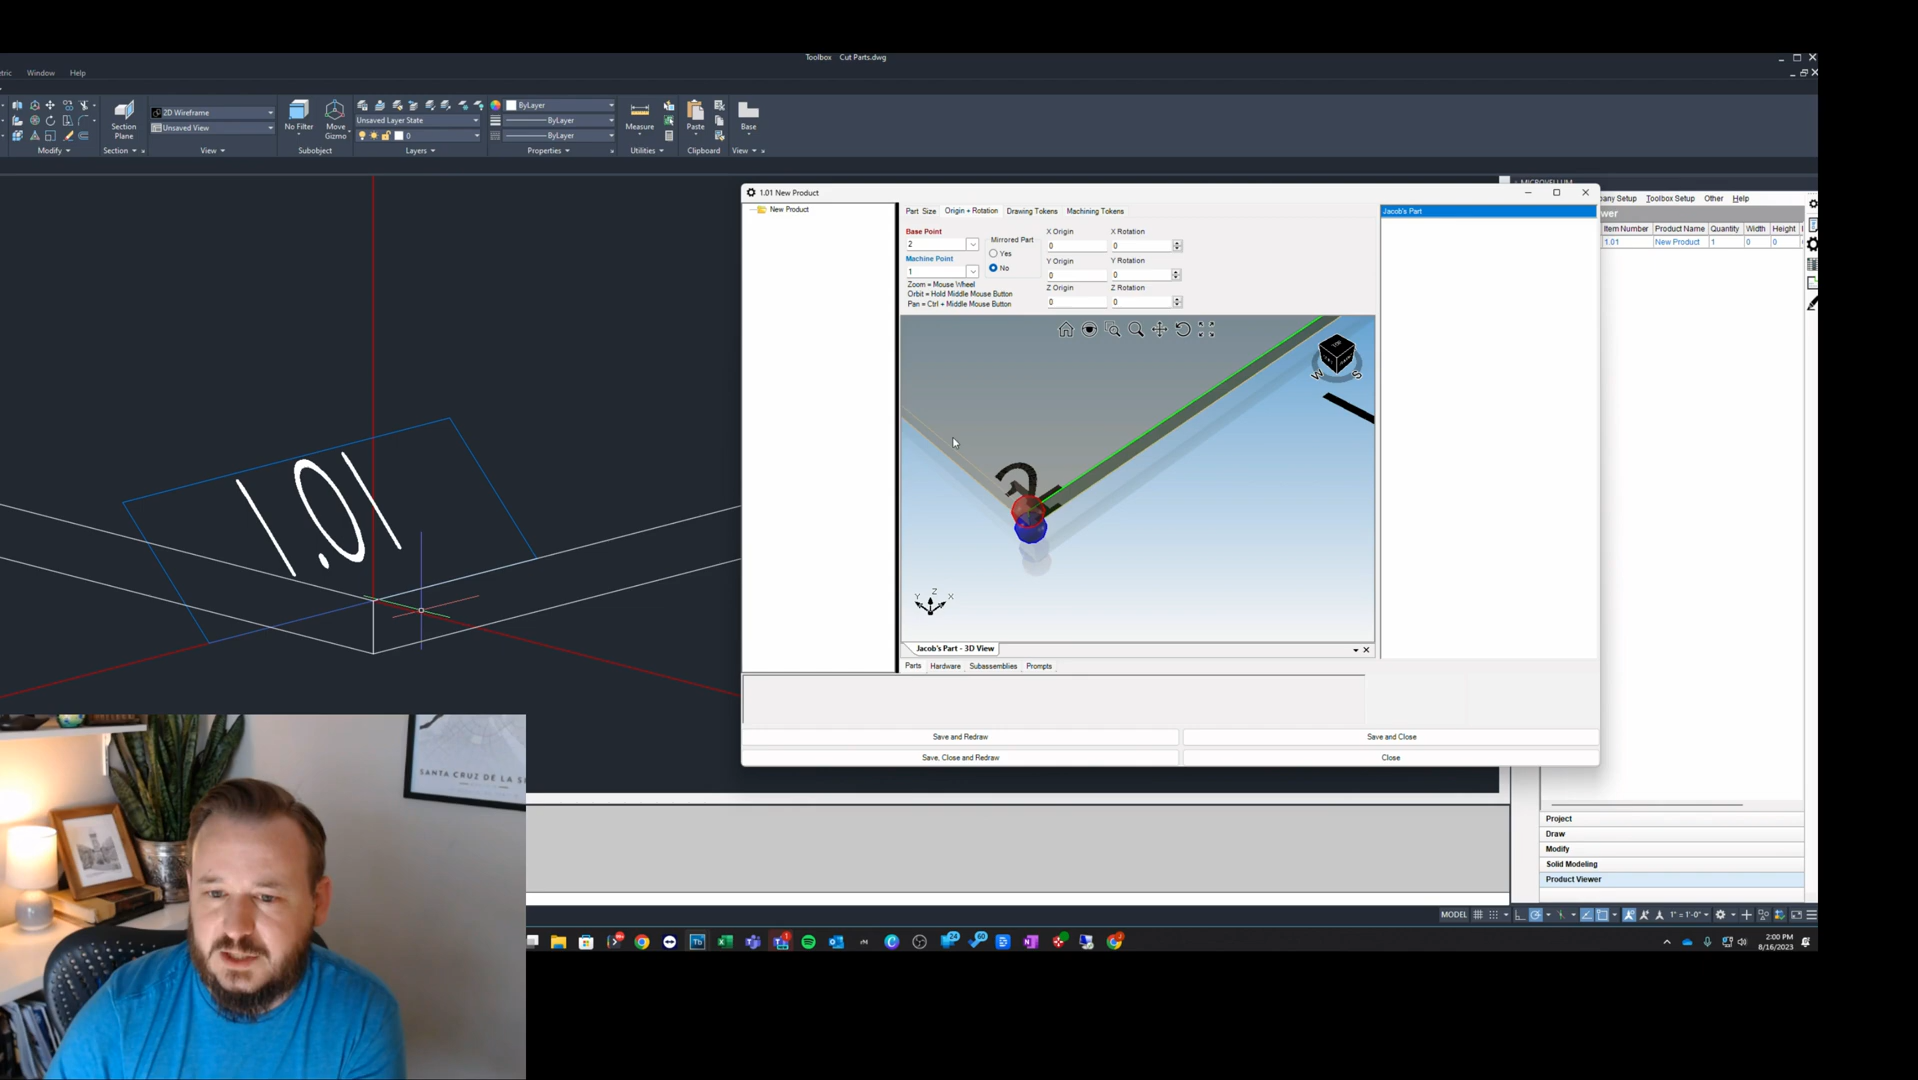 Toolbox Cut Parts.dwg
Window Help
2D Wireframe
Unsaved View
Section Plane
No Filter
Move Gizmo
Unsaved Layer State
0
ByLayer
ByLayer
ByLayer
Measure
Paste
Base
Modify
Section
View
Subobject
Layers
Properties
Utilities
Clipboard
View
1.01
1.01 New Product
New Product
Part Size Origin + Rotation Drawing Tokens Machining Tokens
Base Point
2
Machine Point
1
Mirrored Part
Yes
No
X Origin X Rotation
0 0
Y Origin Y Rotation
0 0
Z Origin Z Rotation
0 0
Zoom = Mouse Wheel
Orbit = Hold Middle Mouse Button
Pan = Ctrl + Middle Mouse Button
TOP
W S
2
1
Y Z X
Jacob's Part - 3D View
Parts Hardware Subassemblies Prompts
Jacob's Part
Save and Redraw Save and Close
Save, Close and Redraw Close
Toolbox Setup Other Help
Item Number Product Name Quantity Width Height
1.01 New Product 1 0 0
Project
Draw
Modify
Solid Modeling
Product Viewer
MODEL 1" = 1'-0"
2:00 PM
8/16/2023
SANTA CRUZ DE LA